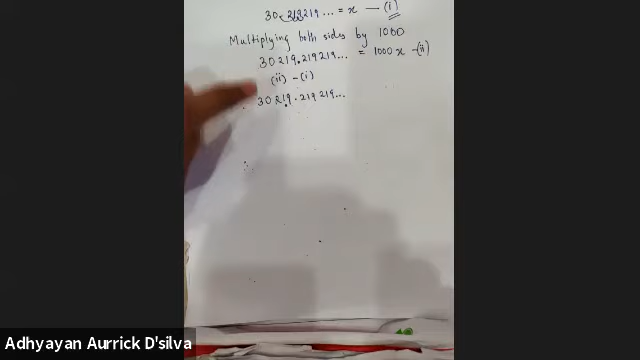 30.219219... = x — (i)
Multiplying both sides by 1000
30219.219219... = 1000x — (ii)
(ii) - (i)
30219.219219...
Adhyayan Aurrick D'silva